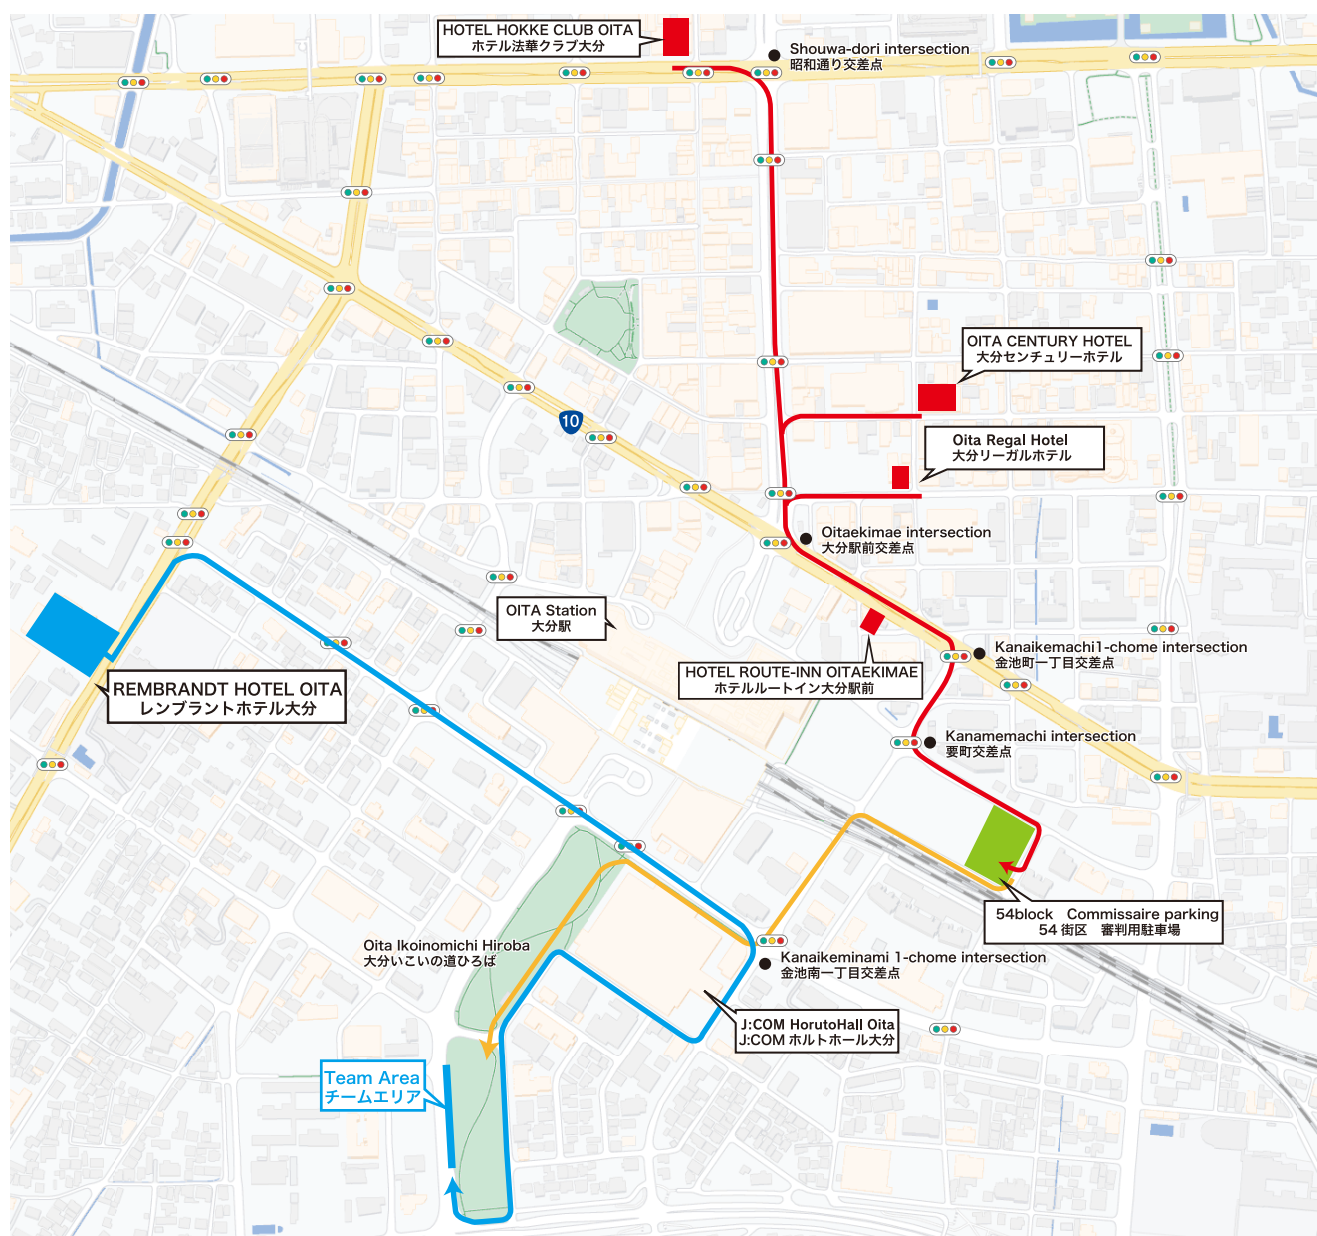 HOTEL HOKKE CLUB OITA
ホテル法華クラブ大分
Shouwa-dori intersection
昭和通り交差点
OITA CENTURY HOTEL
大分センチュリーホテル
10
Oita Regal Hotel
大分リーガルホテル
Oitaekimae intersection
大分駅前交差点
OITA Station
大分駅
Kanaikemachi1-chome intersection
金池町一丁目交差点
HOTEL ROUTE-INN OITAEKIMAE
ホテルルートイン大分駅前
REMBRANDT HOTEL OITA
レンブラントホテル大分
Kanamemachi intersection
要町交差点
54block Commissaire parking
54 街区 審判用駐車場
Oita Ikoinomichi Hiroba
大分いこいの道ひろば
Kanaikeminami 1-chome intersection
金池南一丁目交差点
J:COM HorutoHall Oita
J:COM ホルトホール大分
Team Area
チームエリア